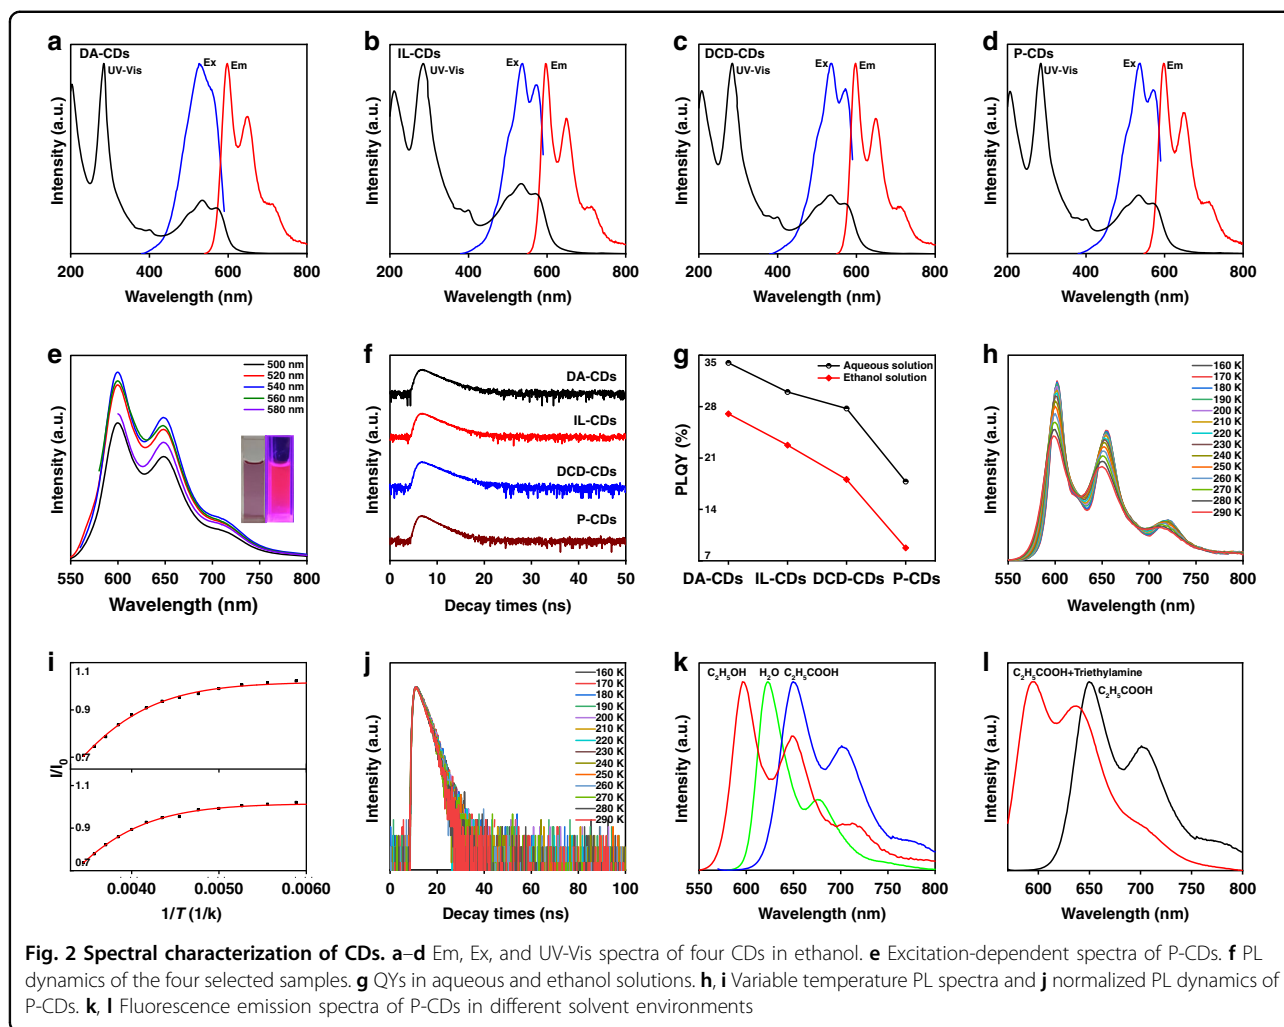 a
DA-CDs
UV-Vis
Ex
Em
Intensity (a.u.)
200 400 600 800
Wavelength (nm)
b
IL-CDs
UV-Vis
Ex
Em
Intensity (a.u.)
200 400 600 800
Wavelength (nm)
c
DCD-CDs
UV-Vis
Ex
Em
Intensity (a.u.)
200 400 600 800
Wavelength (nm)
d
P-CDs
UV-Vis
Ex
Em
Intensity (a.u.)
200 400 600 800
Wavelength (nm)
e
500 nm
520 nm
540 nm
560 nm
580 nm
Intensity (a.u.)
550 600 650 700 750 800
Wavelength (nm)
f
DA-CDs
IL-CDs
DCD-CDs
P-CDs
Intensity (a.u.)
0 10 20 30 40 50
Decay times (ns)
g
Aqueous solution
Ethanol solution
PLQY (%)
35
28
21
14
7
DA-CDs IL-CDs DCD-CDs P-CDs
h
160 K
170 K
180 K
190 K
200 K
210 K
220 K
230 K
240 K
250 K
260 K
270 K
280 K
290 K
Intensity (a.u.)
550 600 650 700 750 800
Wavelength (nm)
i
1.1
0.9
0.7
I/I0
1.1
0.9
0.7
0.0040 0.0050 0.0060
1/T (1/k)
j
160 K
170 K
180 K
190 K
200 K
210 K
220 K
230 K
240 K
250 K
260 K
270 K
280 K
290 K
Intensity (a.u.)
0 20 40 60 80 100
Decay times (ns)
k
C2H5OH H2O C2H5COOH
Intensity (a.u.)
550 600 650 700 750 800
Wavelength (nm)
l
C2H5COOH+Triethylamine
C2H5COOH
Intensity (a.u.)
600 650 700 750 800
Wavelength (nm)
Fig. 2 Spectral characterization of CDs. a–d Em, Ex, and UV-Vis spectra of four CDs in ethanol. e Excitation-dependent spectra of P-CDs. f PL
dynamics of the four selected samples. g QYs in aqueous and ethanol solutions. h, i Variable temperature PL spectra and j normalized PL dynamics of
P-CDs. k, l Fluorescence emission spectra of P-CDs in different solvent environments